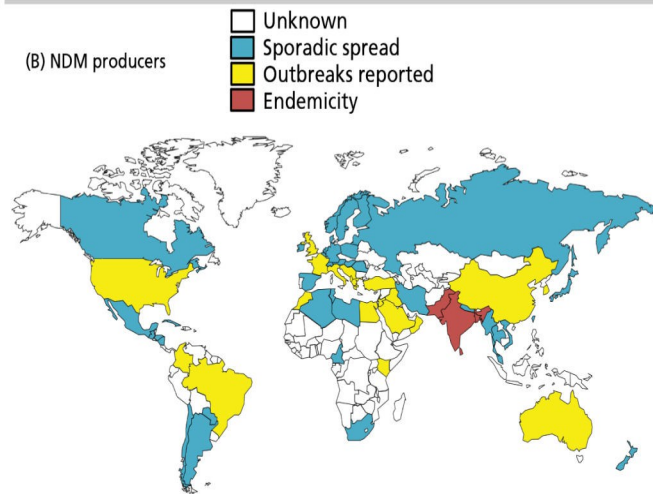 Unknown
Sporadic spread
(B) NDM producers
Outbreaks reported
Endemicity